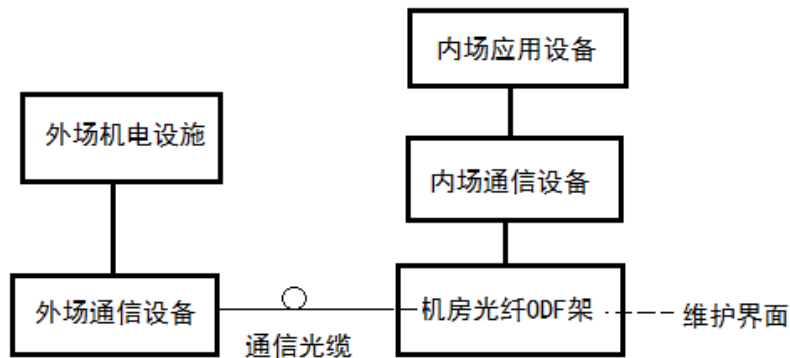 内场应用设备
外场机电设施
内场通信设备
外场通信设备
机房光纤ODF架
维护界面
通信光缆